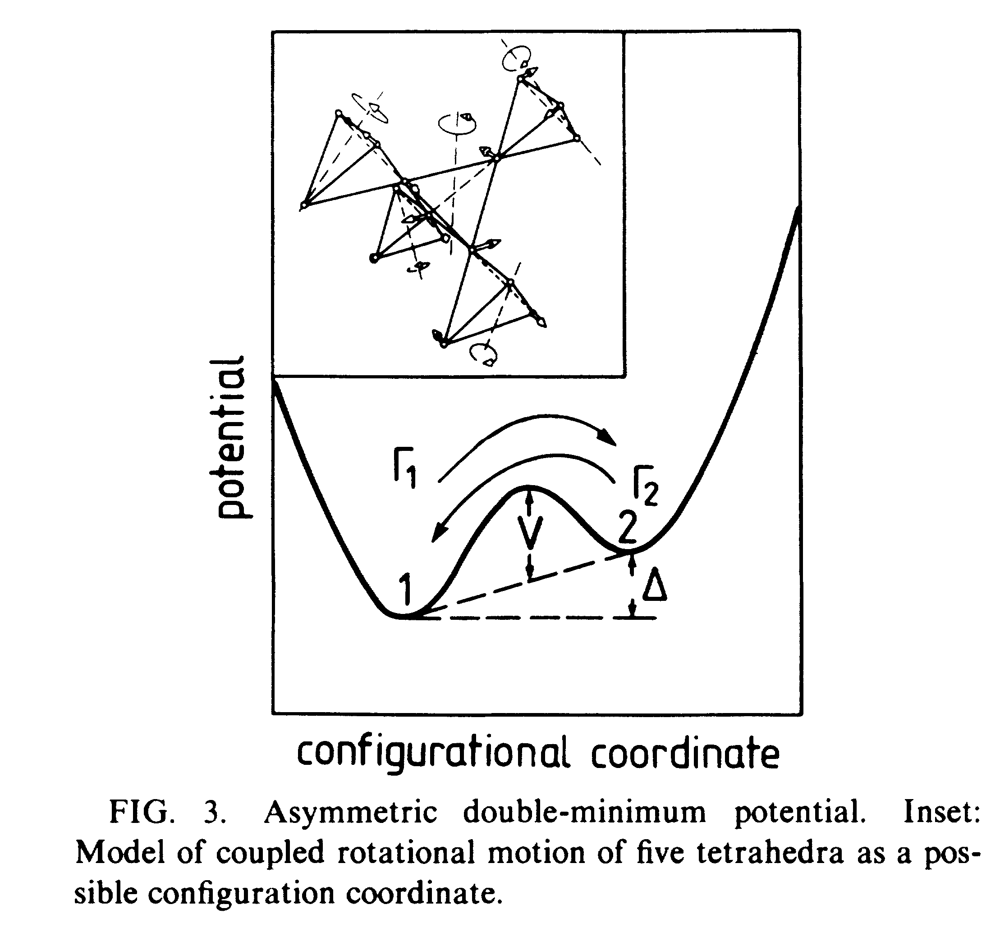 potential
Γ1
Γ2
V
2
1
Δ
configurational coordinate
FIG. 3. Asymmetric double-minimum potential. Inset:
Model of coupled rotational motion of five tetrahedra as a pos-
sible configuration coordinate.